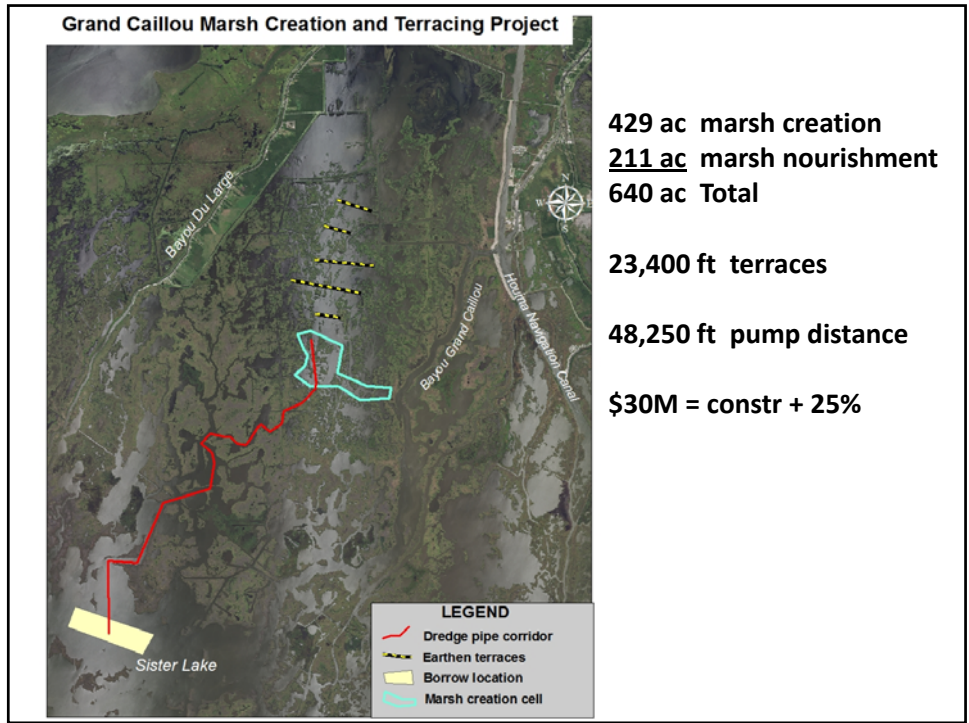 Grand Caillou Marsh Creation and Terracing Project
429 ac marsh creation
211 ac marsh nourishment
640 ac Total
23,400 ft terraces
48,250 ft pump distance
$30M = constr + 25%
N
W
E
S
Bayou Du Large
Bayou Grand Caillou
Houma Navigation Canal
Sister Lake
LEGEND
Dredge pipe corridor
Earthen terraces
Borrow location
Marsh creation cell